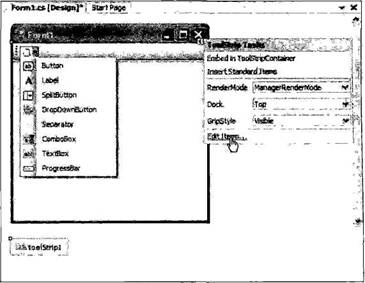 Form1.cs [Design]* Start Page
Form1
ToolStrip Tasks
Embed in ToolStripContainer
Insert Standard Items
RenderMode ManagerRenderMode
Dock Top
GripStyle Visible
Edit Items...
Button
Label
SplitButton
DropDownButton
Separator
ComboBox
TextBox
ProgressBar
toolStrip1